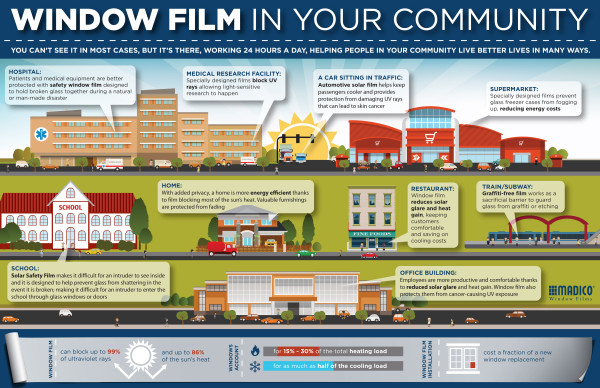 WINDOW FILM IN YOUR COMMUNITY
YOU CAN'T SEE IT IN MOST CASES, BUT IT'S THERE, WORKING 24 HOURS A DAY, HELPING PEOPLE IN YOUR COMMUNITY LIVE BETTER LIVES IN MANY WAYS.
HOSPITAL:
Patients and medical equipment are better
protected with safety window film designed
to hold broken glass together during a natural
or man-made disaster
MEDICAL RESEARCH FACILITY:
Specially designed films block UV
rays allowing light-sensitive
research to happen
A CAR SITTING IN TRAFFIC:
Automotive solar film helps keep
passengers cooler and provides
protection from damaging UV rays
that can lead to skin cancer
SUPERMARKET:
Specially designed films prevent
glass freezer cases from fogging
up, reducing energy costs
SCHOOL
HOME:
With added privacy, a home is more energy efficient thanks
to film blocking most of the sun's heat. Valuable furnishings
are protected from fading
FINE FOODS
RESTAURANT:
Window film
reduces solar
glare and heat
gain, keeping
customers
comfortable
and saving on
cooling costs
TRAIN/SUBWAY:
Graffiti-free film works as
a sacrificial barrier to guard
glass from graffiti or etching
SCHOOL:
Solar Safety Film makes it difficult for an intruder to see inside
and it is designed to help prevent glass from shattering in the
event it is broken; making it difficult for an intruder to enter the
school through glass windows or doors
OFFICE BUILDING:
Employees are more productive and comfortable thanks
to reduced solar glare and heat gain. Window film also
protects them from cancer-causing UV exposure
MADICO
Window Films
WINDOW FILM
can block up to 99%
of ultraviolet rays
and up to 86%
of the sun's heat
WINDOWS
ACCOUNT
for 15% - 30% of the total heating load
for as much as half of the cooling load
WINDOW FILM
INSTALLATION
cost a fraction of a new
window replacement